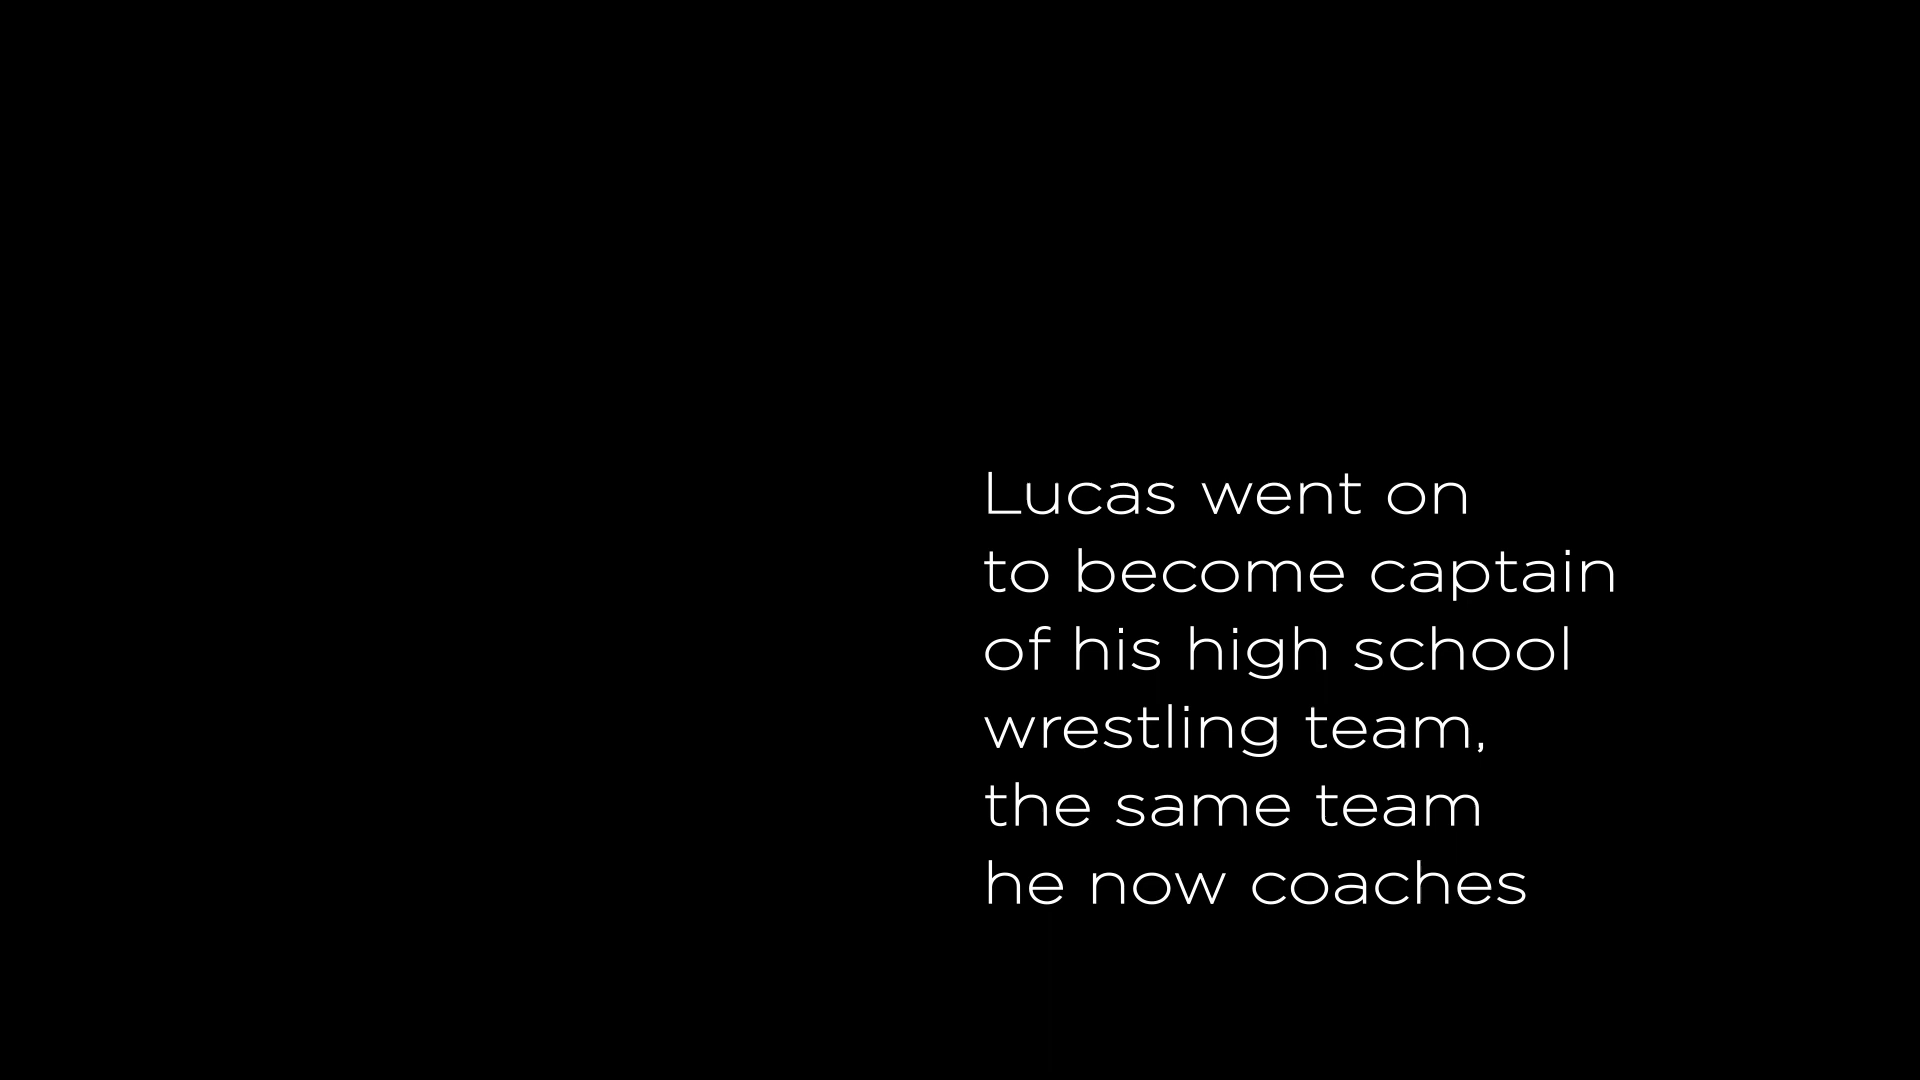 Lucas went on
to become captain
of his high school
wrestling team,
the same team
he now coaches